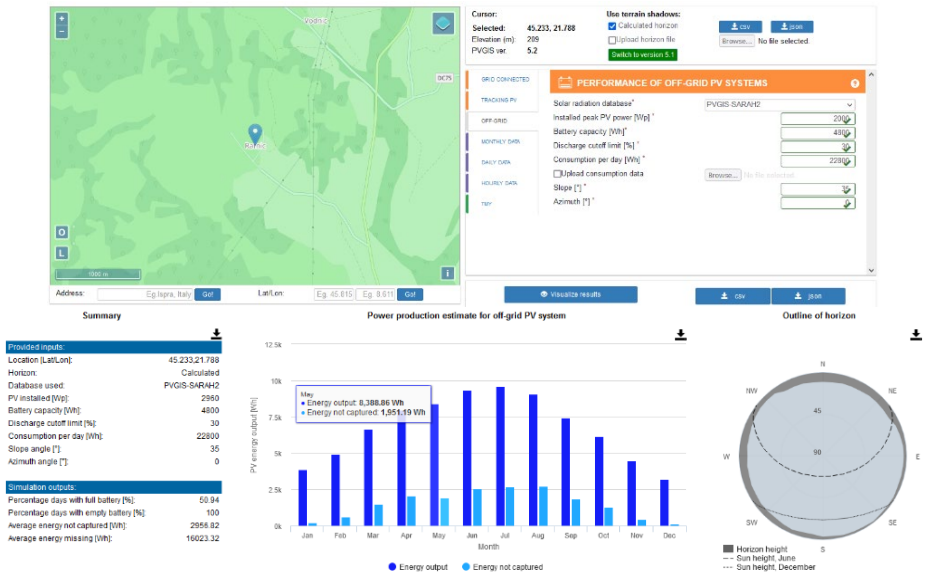 +
−
Vodnic
DC75
Ramic
O
L
i
1000 m
Address:
Eg.Ispra, Italy
Go!
Lat/Lon:
Eg. 45.815
Eg. 8.611
Go!
Cursor:
Selected: 45.233, 21.788
Elevation (m): 209
PVGIS ver. 5.2
Use terrain shadows:
Calculated horizon
Upload horizon file
Switch to version 5.1
csv
json
Browse... No file selected.
GRID CONNECTED
TRACKING PV
OFF-GRID
MONTHLY DATA
DAILY DATA
HOURLY DATA
TMY
PERFORMANCE OF OFF-GRID PV SYSTEMS
Solar radiation database*
PVGIS-SARAH2
Installed peak PV power [Wp] *
Battery capacity [Wh]*
4800
Discharge cutoff limit [%] *
Consumption per day [Wh] *
22800
Upload consumption data
Browse... No file selected.
Slope [°] *
35
Azimuth [°] *
0
Visualize results
csv
json
Summary
Provided inputs:
Location [Lat/Lon]: 45.233,21.788
Horizon: Calculated
Database used: PVGIS-SARAH2
PV installed [Wp]: 2960
Battery capacity [Wh]: 4800
Discharge cutoff limit [%]: 30
Consumption per day [Wh]: 22800
Slope angle [°]: 35
Azimuth angle [°]: 0
Simulation outputs:
Percentage days with full battery [%]: 50.94
Percentage days with empty battery [%]: 100
Average energy not captured [Wh]: 2956.82
Average energy missing [Wh]: 16023.32
Power production estimate for off-grid PV system
12.5k
10k
7.5k
5k
2.5k
0k
PV energy output [Wh]
May
Energy output: 8,388.86 Wh
Energy not captured: 1,951.19 Wh
Jan Feb Mar Apr May Jun Jul Aug Sep Oct Nov Dec
Month
Energy output
Energy not captured
Outline of horizon
N
NW
NE
45
W
90
E
SW
SE
S
Horizon height
Sun height, June
Sun height, December